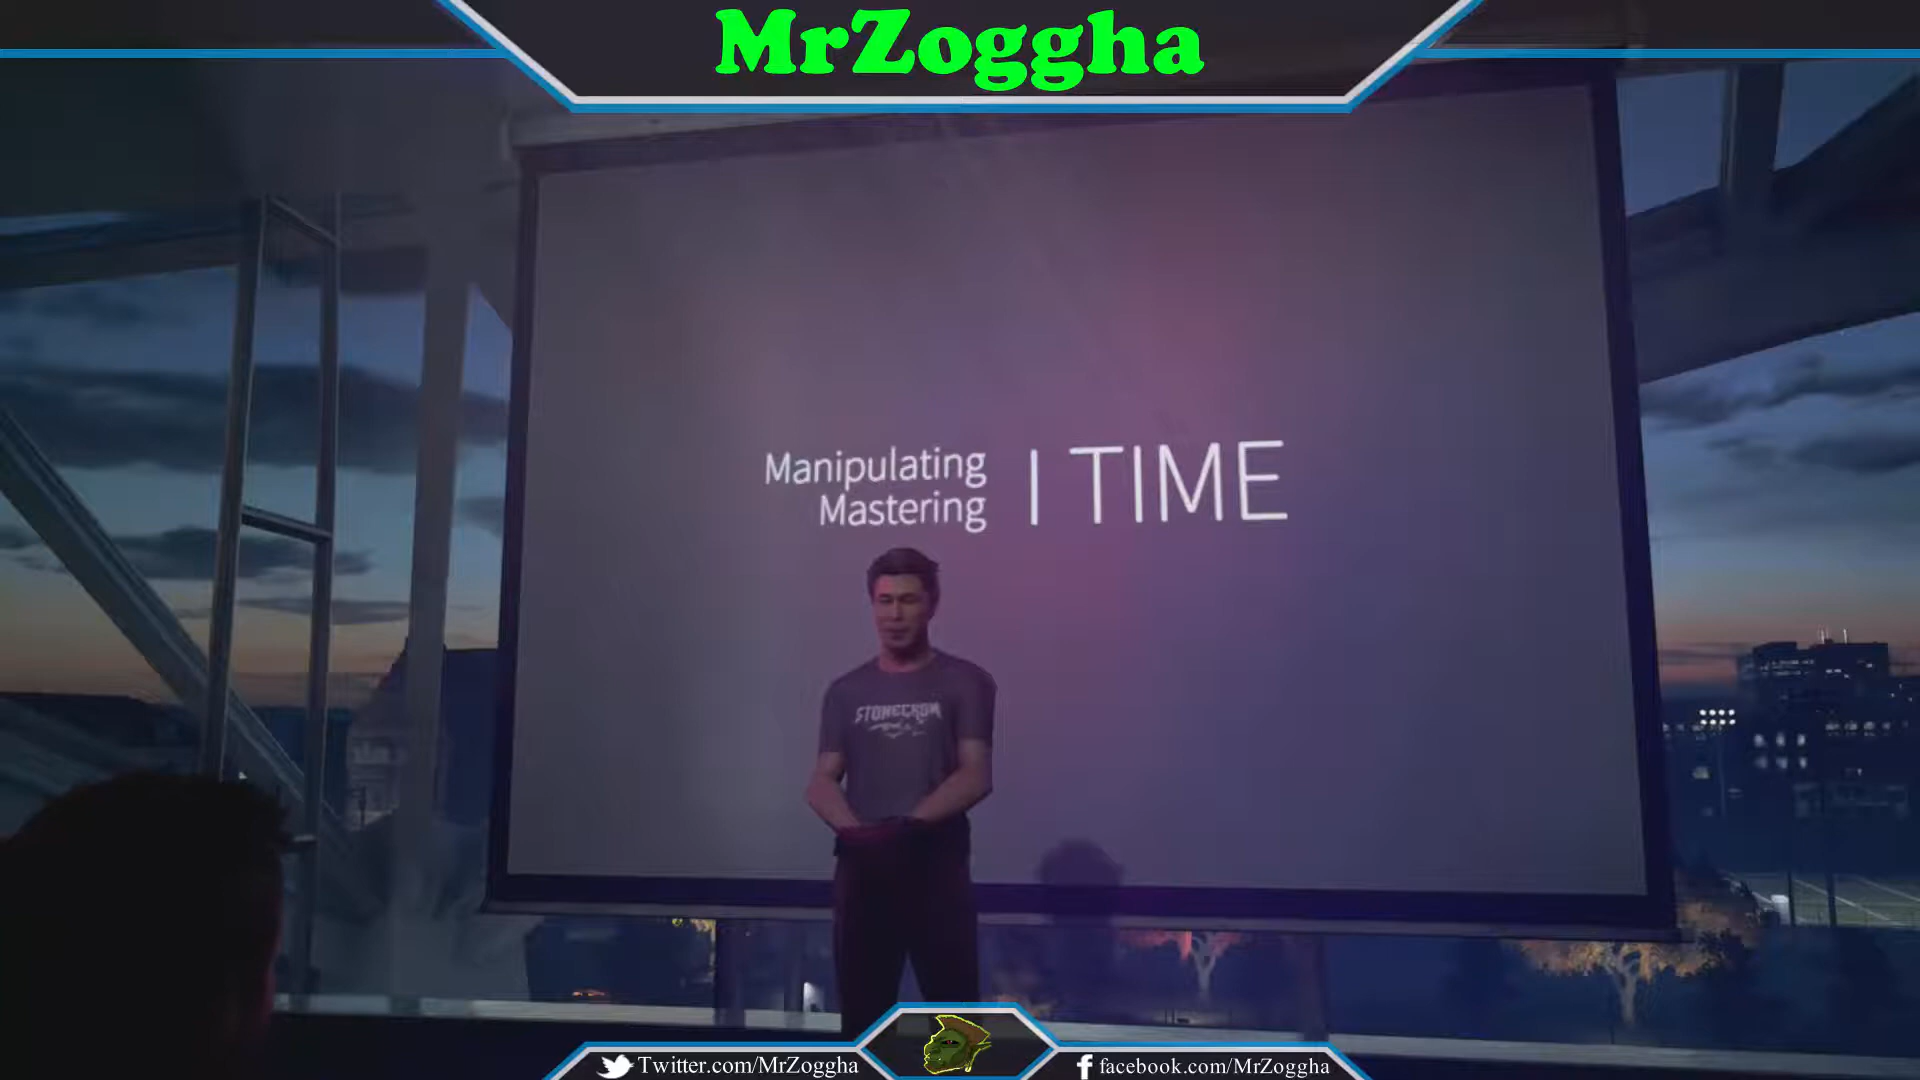 MrZoggha
Manipulating
Mastering
| TIME
STONECROW
Twitter.com/MrZoggha
facebook.com/MrZoggha